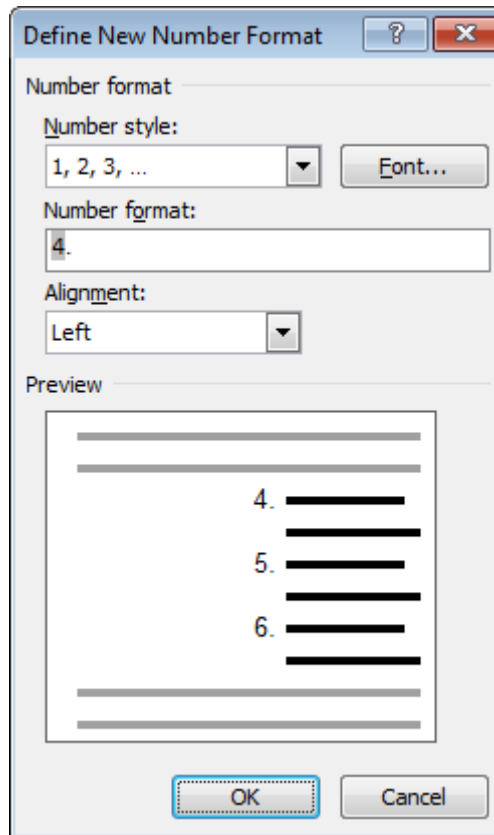 Define New Number Format
Number format
Number style:
1, 2, 3, ...
Font...
Number format:
4.
Alignment:
Left
Preview
4.
5.
6.
OK
Cancel